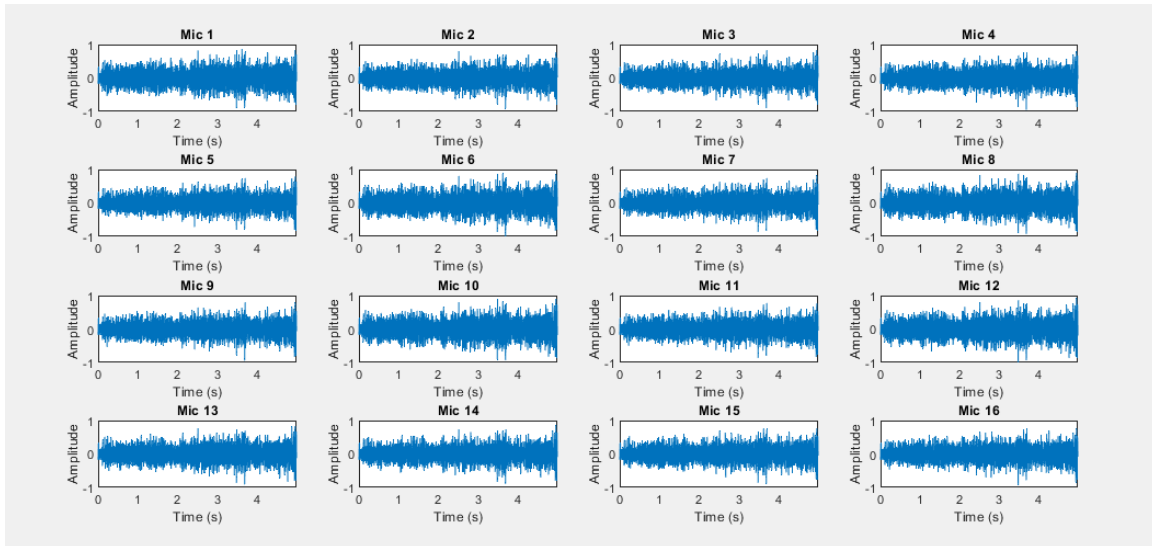 Mic 1 Mic 2 Mic 3 Mic 4
1 1 1 1
Amplitude 0 Amplitude 0 Amplitude 0 Amplitude 0
-1 -1 -1 -1
0 1 2 3 4 0 1 2 3 4 0 1 2 3 4 0 1 2 3 4
Time (s) Time (s) Time (s) Time (s)
Mic 5 Mic 6 Mic 7 Mic 8
1 1 1 1
Amplitude 0 Amplitude 0 Amplitude 0 Amplitude 0
-1 -1 -1 -1
0 1 2 3 4 0 1 2 3 4 0 1 2 3 4 0 1 2 3 4
Time (s) Time (s) Time (s) Time (s)
Mic 9 Mic 10 Mic 11 Mic 12
1 1 1 1
Amplitude 0 Amplitude 0 Amplitude 0 Amplitude 0
-1 -1 -1 -1
0 1 2 3 4 0 1 2 3 4 0 1 2 3 4 0 1 2 3 4
Time (s) Time (s) Time (s) Time (s)
Mic 13 Mic 14 Mic 15 Mic 16
1 1 1 1
Amplitude 0 Amplitude 0 Amplitude 0 Amplitude 0
-1 -1 -1 -1
0 1 2 3 4 0 1 2 3 4 0 1 2 3 4 0 1 2 3 4
Time (s) Time (s) Time (s) Time (s)